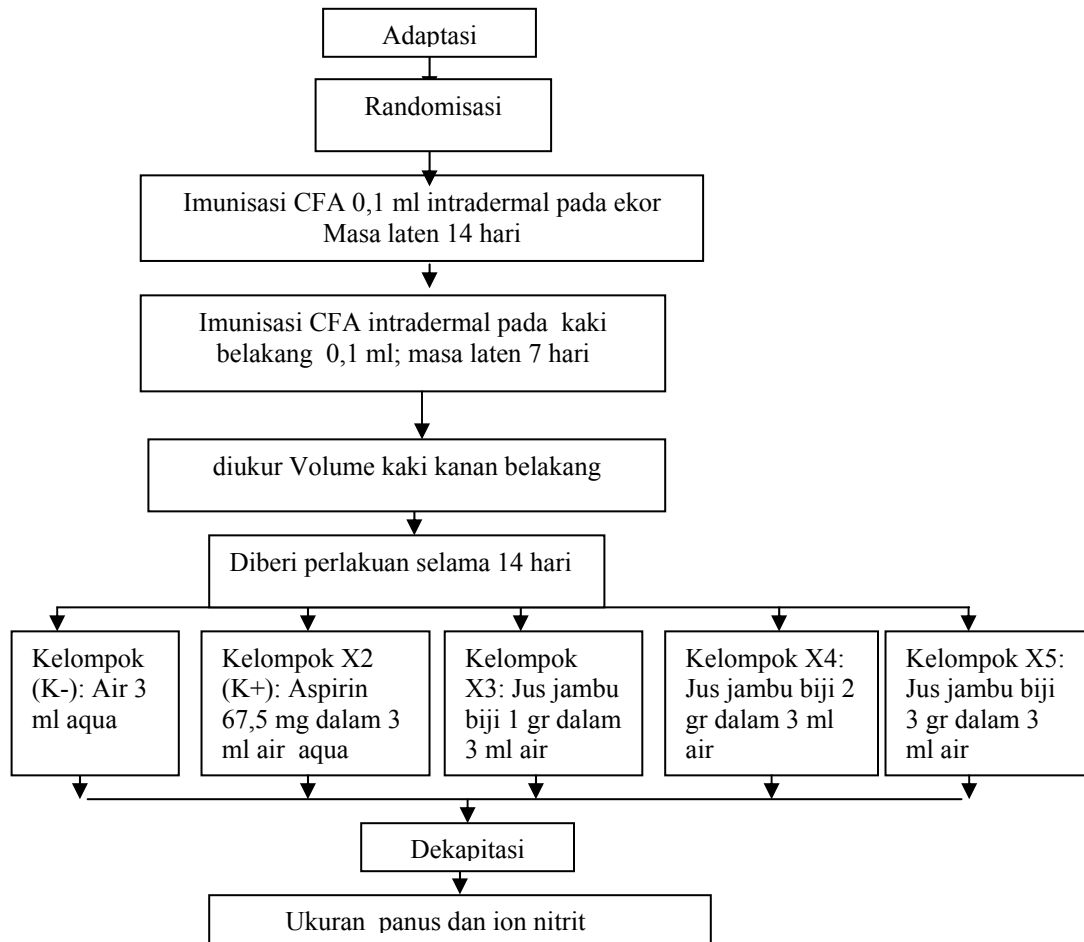 Adaptasi
Randomisasi
Imunisasi CFA 0,1 ml intradermal pada ekor
Masa laten 14 hari
Imunisasi CFA intradermal pada kaki
belakang 0,1 ml; masa laten 7 hari
diukur Volume kaki kanan belakang
Diberi perlakuan selama 14 hari
Kelompok
(K-): Air 3
ml aqua
Kelompok X2
(K+): Aspirin
67,5 mg dalam 3
ml air aqua
Kelompok
X3: Jus jambu
biji 1 gr dalam
3 ml air
Kelompok X4:
Jus jambu biji 2
gr dalam 3 ml
air
Kelompok X5:
Jus jambu biji
3 gr dalam 3
ml air
Dekapitasi
Ukuran panus dan ion nitrit